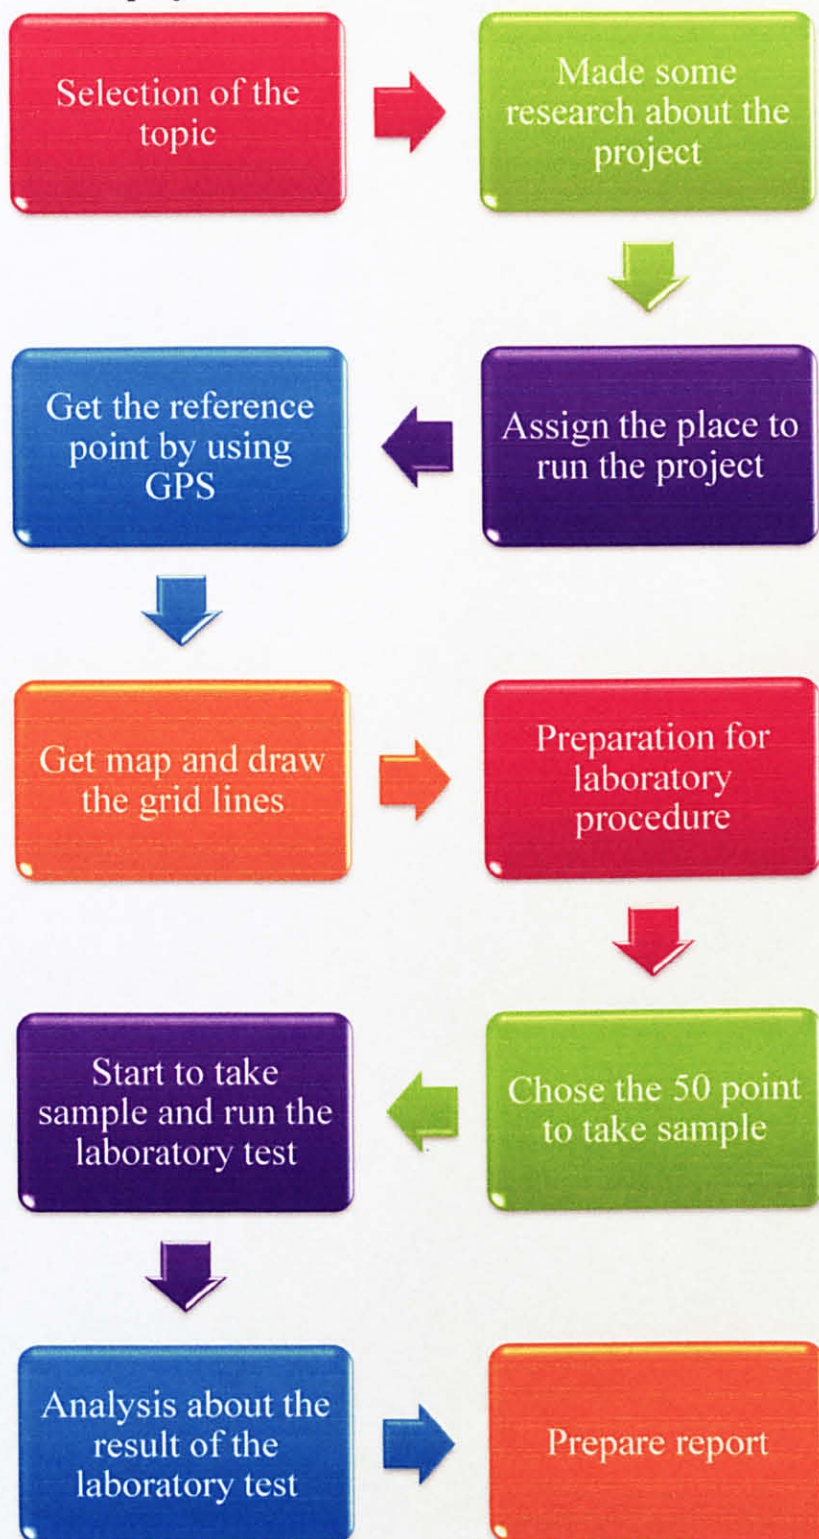 Selection of the
topic
Made some
research about the
project
Assign the place to
run the project
Get the reference
point by using
GPS
Get map and draw
the grid lines
Preparation for
laboratory
procedure
Chose the 50 point
to take sample
Start to take
sample and run the
laboratory test
Analysis about the
result of the
laboratory test
Prepare report